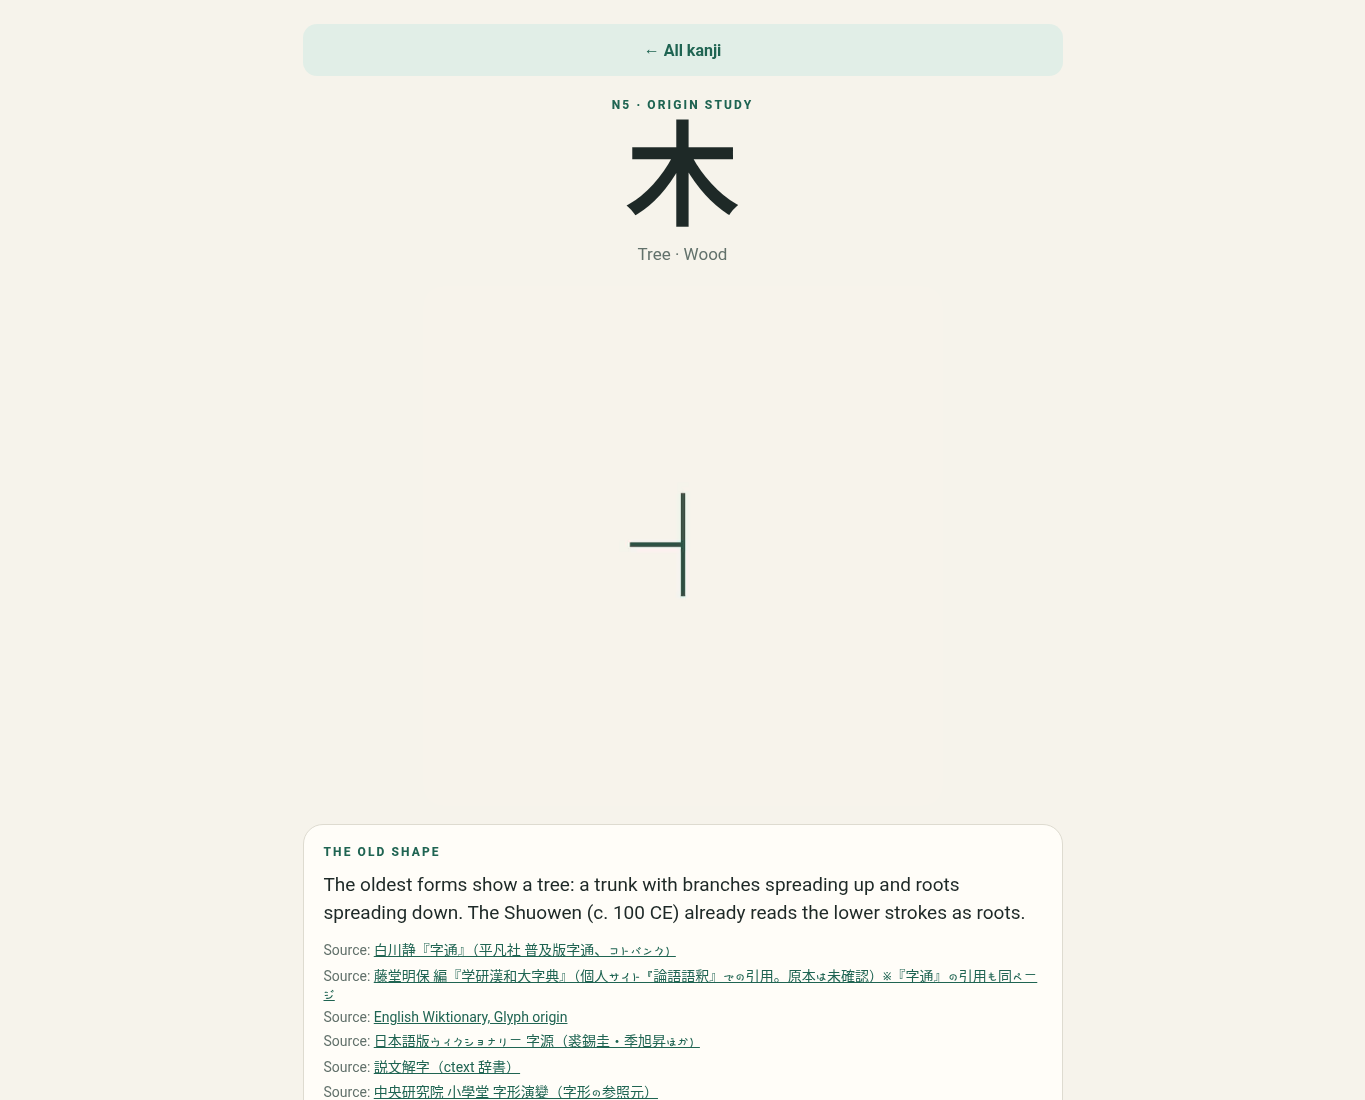 ← All kanji
N5 · ORIGIN STUDY
木
Tree · Wood
THE OLD SHAPE
The oldest forms show a tree: a trunk with branches spreading up and roots
spreading down. The Shuowen (c. 100 CE) already reads the lower strokes as roots.
Source: 白川静『字通』（平凡社 普及版字通、コトバンク）
Source: 藤堂明保 編『学研漢和大字典』（個人サイト『論語語釈』での引用。原本は未確認）※『字通』の引用も同ペー
ジ
Source: English Wiktionary, Glyph origin
Source: 日本語版ウィクショナリー 字源（裘錫圭・季旭昇ほか）
Source: 説文解字（ctext 辞書）
Source: 中央研究院 小學堂 字形演變（字形の参照元）